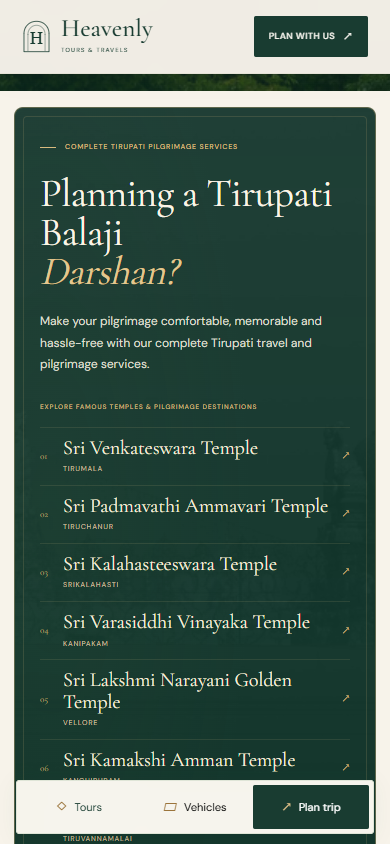 H
Heavenly
TOURS & TRAVELS
PLAN WITH US ↗
COMPLETE TIRUPATI PILGRIMAGE SERVICES
Planning a Tirupati
Balaji
Darshan?
Make your pilgrimage comfortable, memorable and
hassle-free with our complete Tirupati travel and
pilgrimage services.
EXPLORE FAMOUS TEMPLES & PILGRIMAGE DESTINATIONS
01 Sri Venkateswara Temple ↗
TIRUMALA
02 Sri Padmavathi Ammavari Temple ↗
TIRUCHANUR
03 Sri Kalahasteeswara Temple ↗
SRIKALAHASTI
04 Sri Varasiddhi Vinayaka Temple ↗
KANIPAKAM
05 Sri Lakshmi Narayani Golden
Temple ↗
VELLORE
06 Sri Kamakshi Amman Temple ↗
Tours
Vehicles
↗ Plan trip
TIRUVANNAMALAI